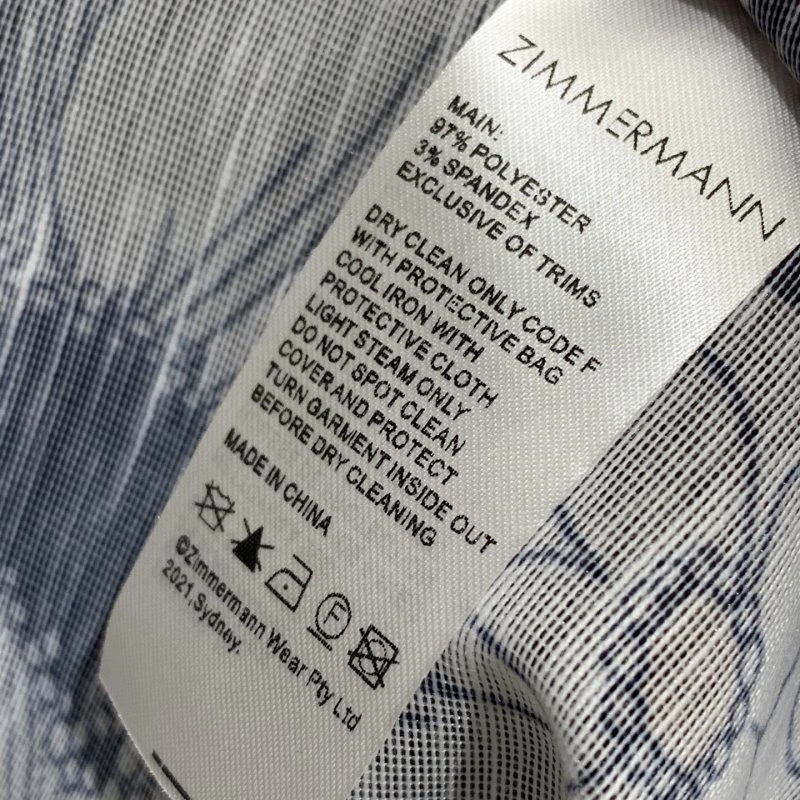 ZIMMERMANN
MAIN:
97% POLYESTER
3% SPANDEX
EXCLUSIVE OF TRIMS
DRY CLEAN ONLY CODE F
WITH PROTECTIVE BAG
COOL IRON WITH
PROTECTIVE CLOTH
LIGHT STEAM ONLY
DO NOT SPOT CLEAN
COVER AND PROTECT
TURN GARMENT INSIDE OUT
BEFORE DRY CLEANING
MADE IN CHINA
F
©Zimmermann Wear Pty Ltd
2021,Sydney.